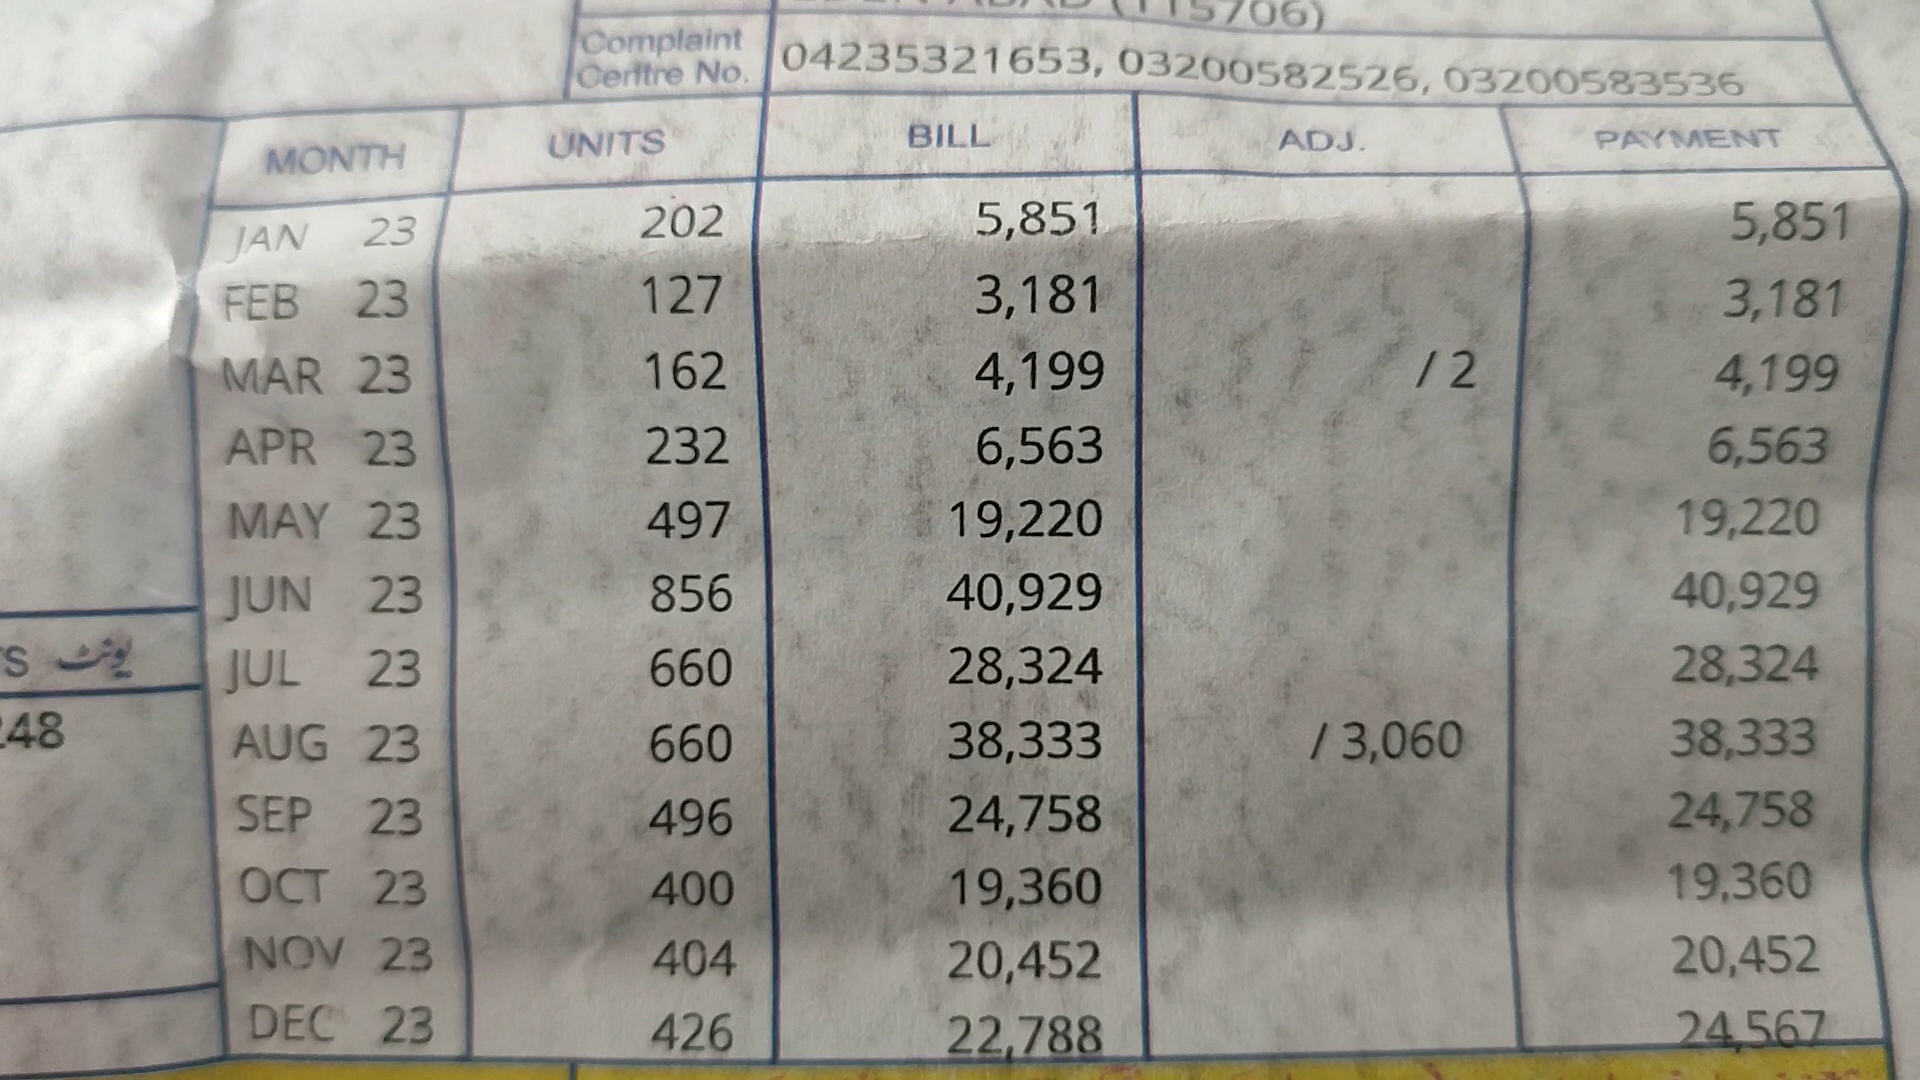 (115706)
Complaint
Centre No.
04235321653, 03200582526, 03200583536
MONTH UNITS BILL ADJ. PAYMENT
JAN 23 202 5,851 5,851
FEB 23 127 3,181 3,181
MAR 23 162 4,199 / 2 4,199
APR 23 232 6,563 6,563
MAY 23 497 19,220 19,220
JUN 23 856 40,929 40,929
JUL 23 660 28,324 28,324
یونٹ
AUG 23 660 38,333 / 3,060 38,333
48
SEP 23 496 24,758 24,758
OCT 23 400 19,360 19,360
NOV 23 404 20,452 20,452
DEC 23 426 22,788 24,567